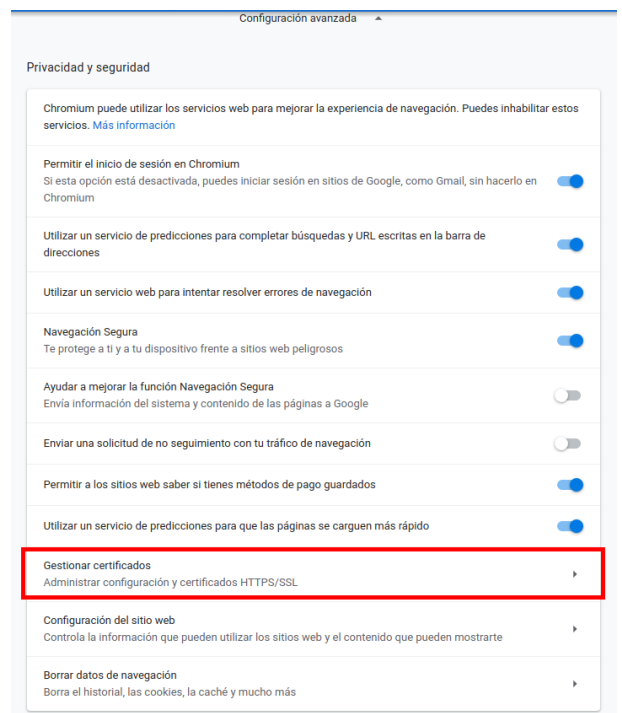 Configuración avanzada
Privacidad y seguridad
Chromium puede utilizar los servicios web para mejorar la experiencia de navegación. Puedes inhabilitar estos
servicios. Más información
Permitir el inicio de sesión en Chromium
Si esta opción está desactivada, puedes iniciar sesión en sitios de Google, como Gmail, sin hacerlo en
Chromium
Utilizar un servicio de predicciones para completar búsquedas y URL escritas en la barra de
direcciones
Utilizar un servicio web para intentar resolver errores de navegación
Navegación Segura
Te protege a ti y a tu dispositivo frente a sitios web peligrosos
Ayudar a mejorar la función Navegación Segura
Envía información del sistema y contenido de las páginas a Google
Enviar una solicitud de no seguimiento con tu tráfico de navegación
Permitir a los sitios web saber si tienes métodos de pago guardados
Utilizar un servicio de predicciones para que las páginas se carguen más rápido
Gestionar certificados
Administrar configuración y certificados HTTPS/SSL
Configuración del sitio web
Controla la información que pueden utilizar los sitios web y el contenido que pueden mostrarte
Borrar datos de navegación
Borra el historial, las cookies, la caché y mucho más